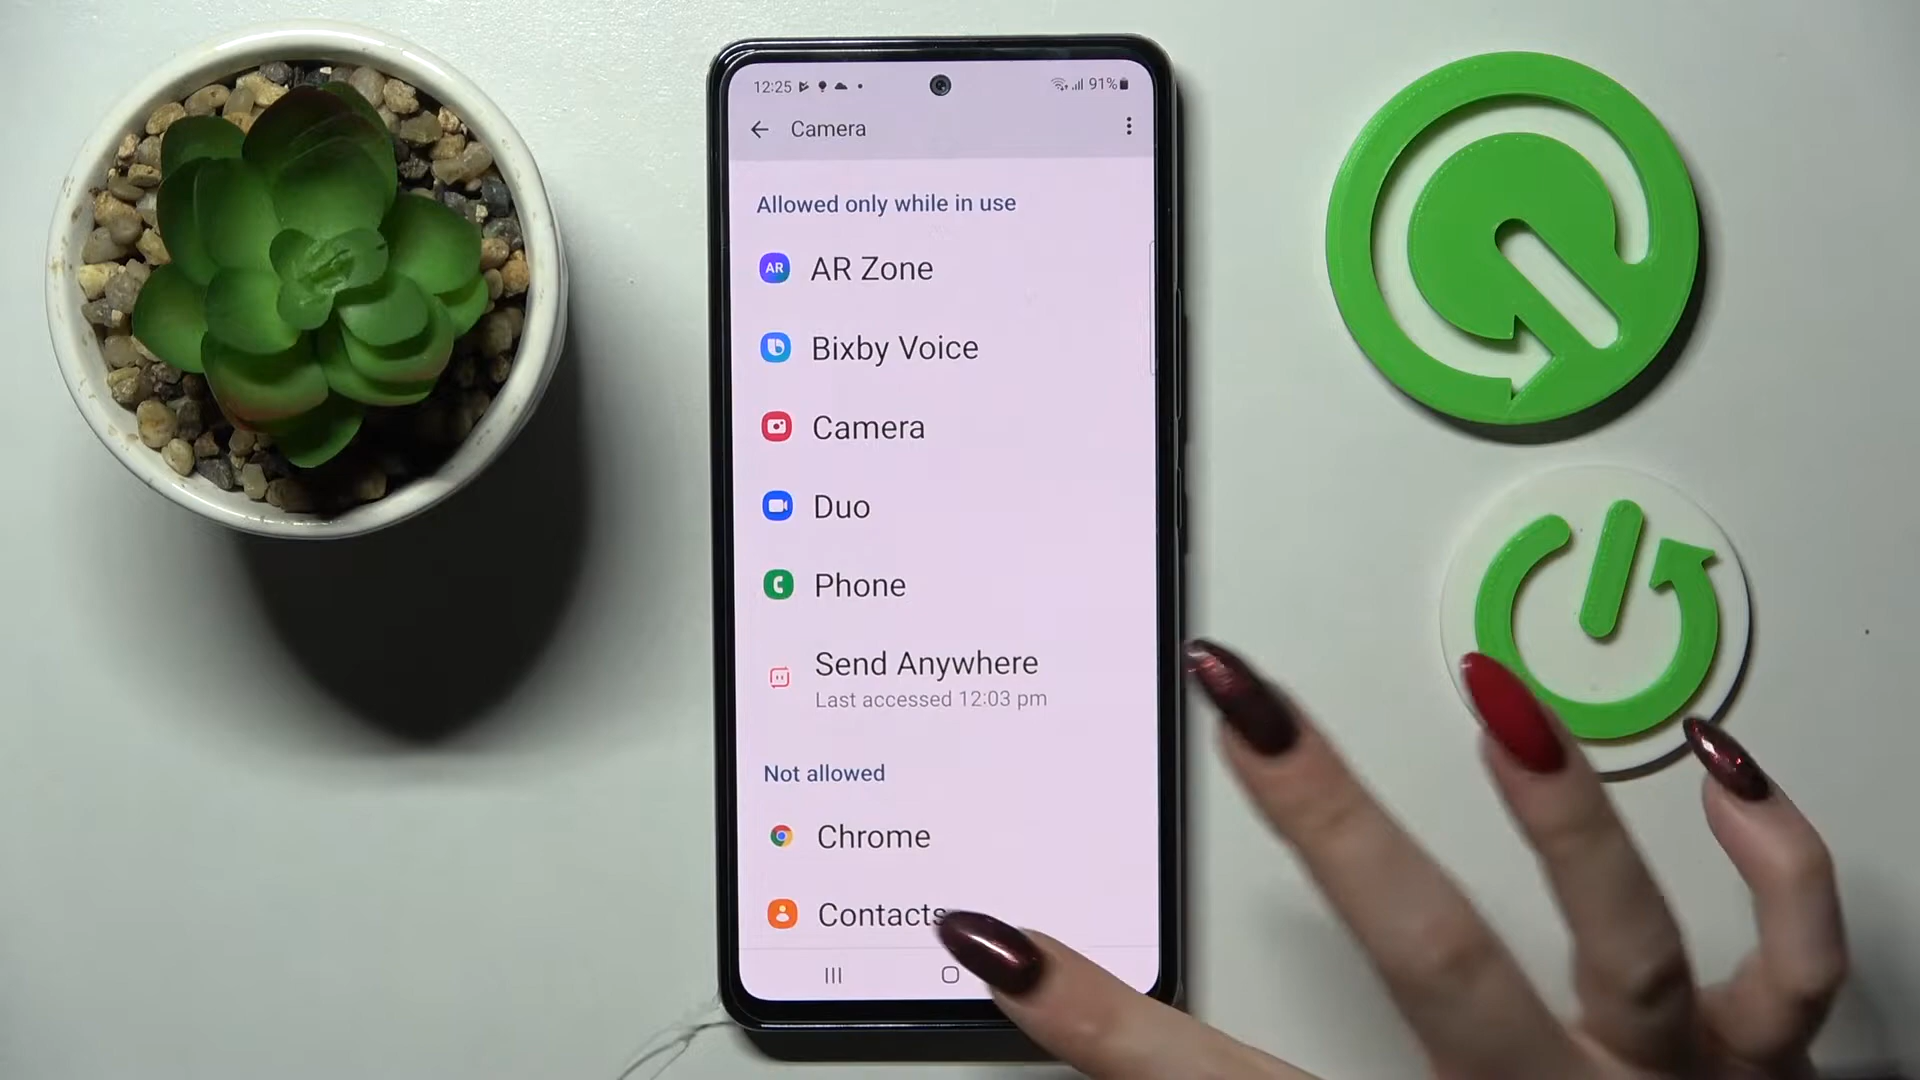 12:25
91%
Camera
Allowed only while in use
AR
AR Zone
Bixby Voice
Camera
Duo
Phone
Send Anywhere
Last accessed 12:03 pm
Not allowed
Chrome
Contacts